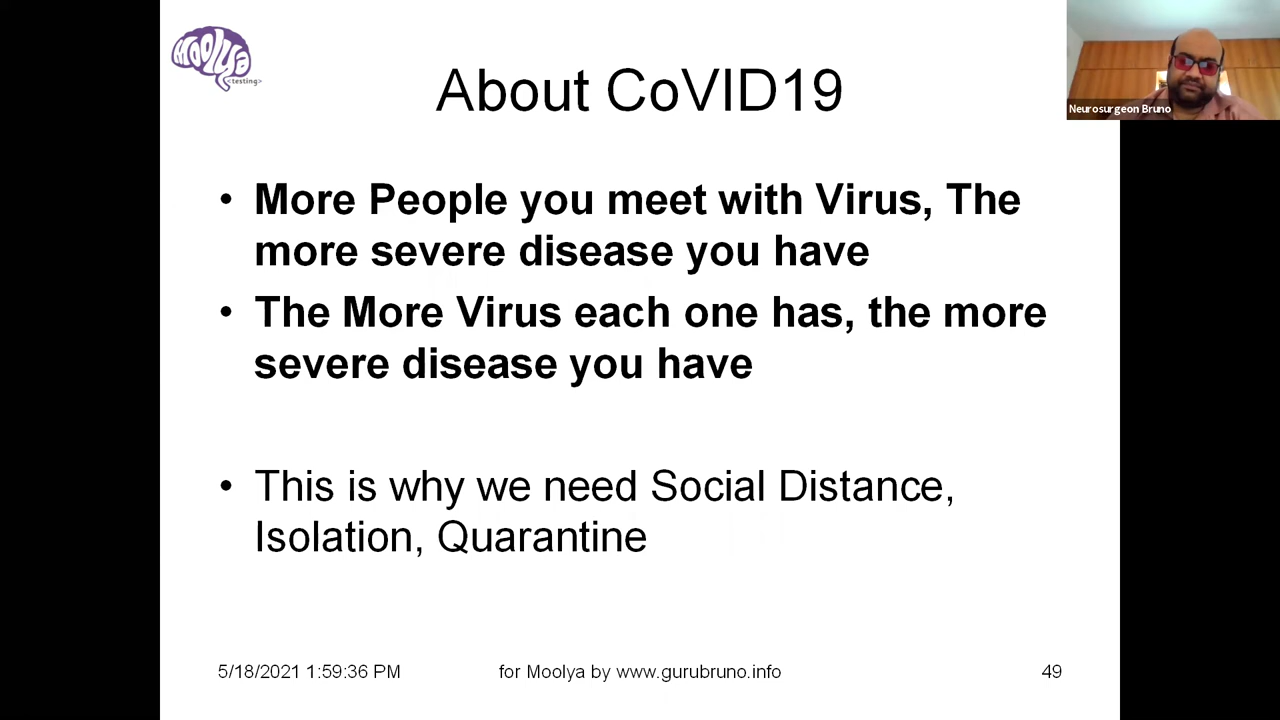 Moolya
<testing>
About CoVID19
Neurosurgeon Bruno
• More People you meet with Virus, The
more severe disease you have
• The More Virus each one has, the more
severe disease you have
• This is why we need Social Distance,
Isolation, Quarantine
5/18/2021 1:59:36 PM
for Moolya by www.gurubruno.info
49